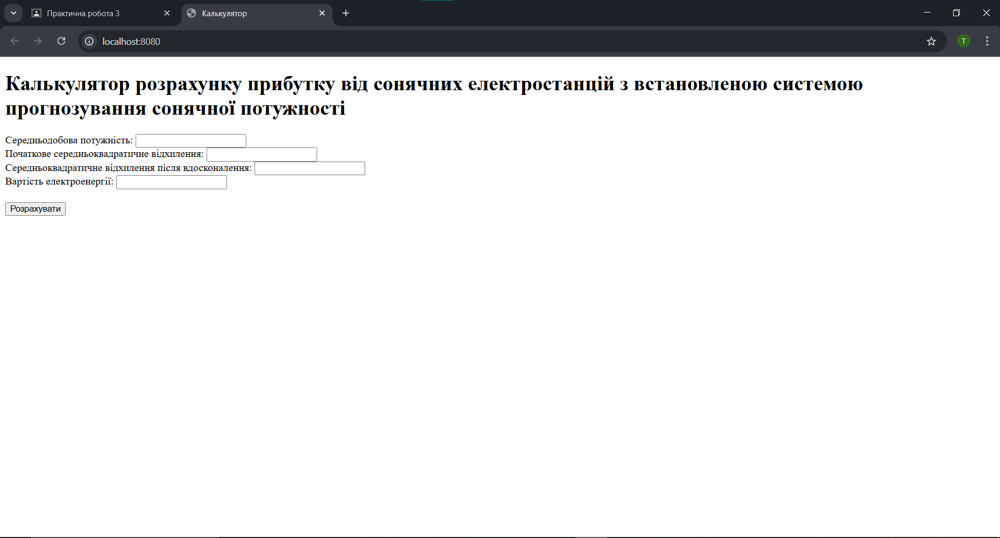 Практична робота 3
Калькулятор
localhost:8080
T
Калькулятор розрахунку прибутку від сонячних електростанцій з встановленою системою
прогнозування сонячної потужності
Середньодобова потужність:
Початкове середньоквадратичне відхилення:
Середньоквадратичне відхилення після вдосконалення:
Вартість електроенергії:
Розрахувати